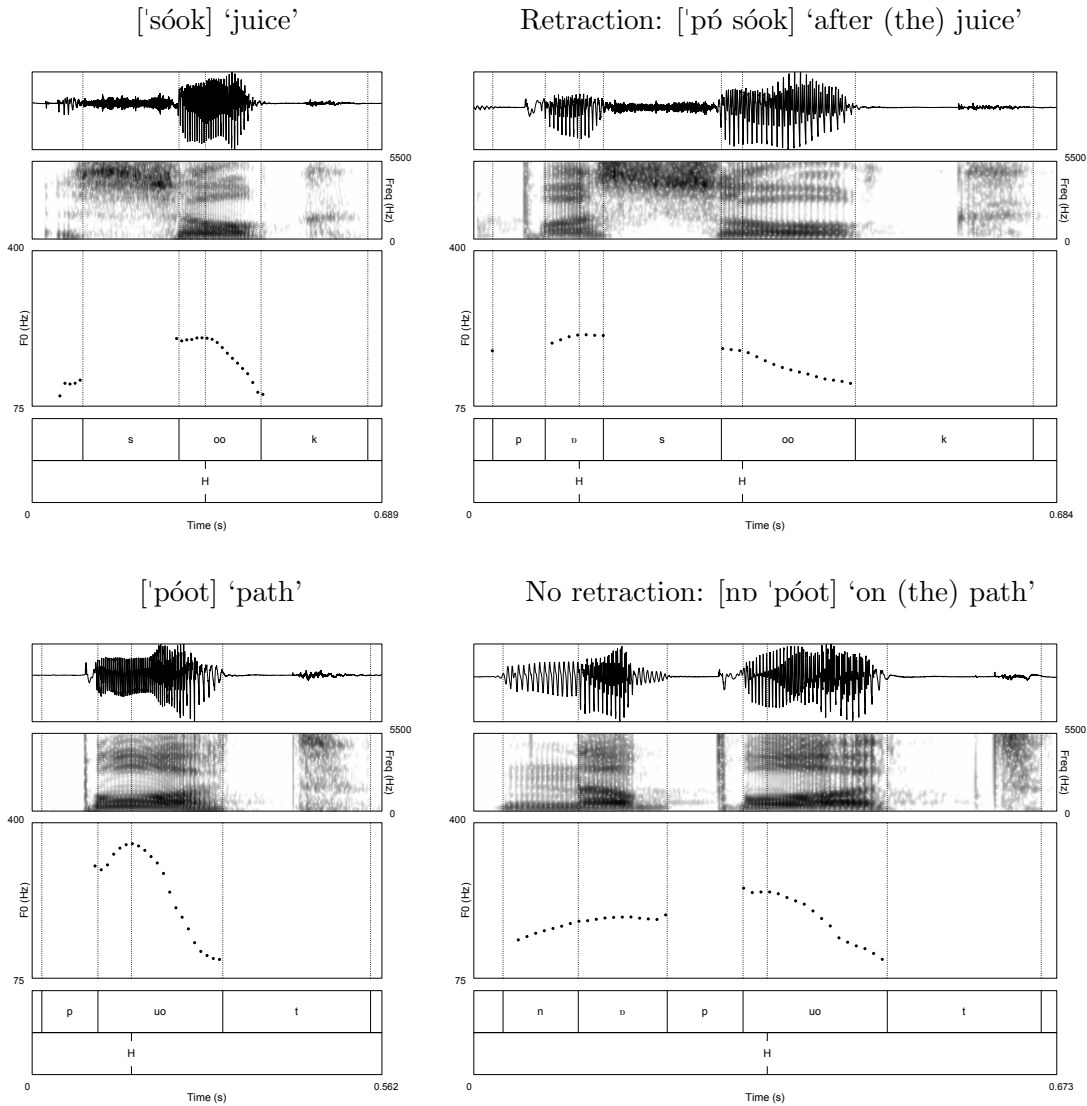 [ˈsóok] ‘juice’
Retraction: [ˈpɒ́ sóok] ‘after (the) juice’
5500
Freq (Hz)
0
5500
Freq (Hz)
0
400
F0 (Hz)
75
400
F0 (Hz)
75
s oo k
p ɒ s oo k
H
H H
0 0.689
Time (s)
0 0.684
Time (s)
[ˈpóot] ‘path’
No retraction: [nɒ ˈpóot] ‘on (the) path’
5500
Freq (Hz)
0
5500
Freq (Hz)
0
400
F0 (Hz)
75
400
F0 (Hz)
75
p uo t
n ɒ p uo t
H
H
0 0.562
Time (s)
0 0.673
Time (s)